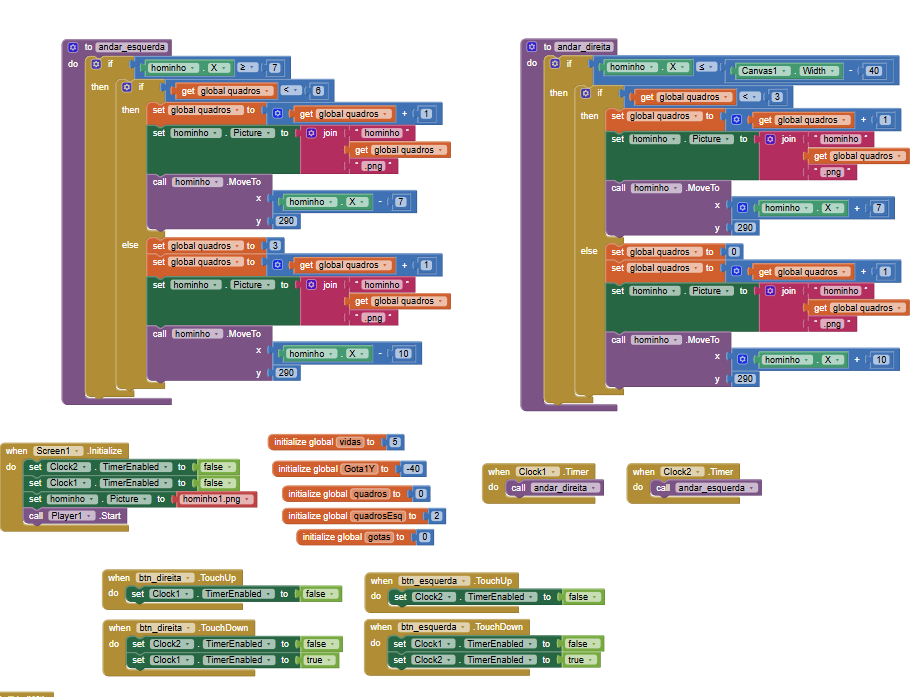 to andar_esquerda
do if hominho . X ≥ 7
then if get global quadros < 6
then set global quadros to get global quadros + 1
set hominho . Picture to join " hominho "
get global quadros
" .png "
call hominho .MoveTo
x hominho . X - 7
y 290
else set global quadros to 3
set global quadros to get global quadros + 1
set hominho . Picture to join " hominho "
get global quadros
" .png "
call hominho .MoveTo
x hominho . X - 10
y 290
to andar_direita
do if hominho . X ≤ Canvas1 . Width - 40
then if get global quadros < 3
then set global quadros to get global quadros + 1
set hominho . Picture to join " hominho "
get global quadros
" .png "
call hominho .MoveTo
x hominho . X + 7
y 290
else set global quadros to 0
set global quadros to get global quadros + 1
set hominho . Picture to join " hominho "
get global quadros
" .png "
call hominho .MoveTo
x hominho . X + 10
y 290
when Screen1 .Initialize
do set Clock2 . TimerEnabled to false
set Clock1 . TimerEnabled to false
set hominho . Picture to hominho1.png
call Player1 .Start
initialize global vidas to 5
initialize global Gota1Y to -40
initialize global quadros to 0
initialize global quadrosEsq to 2
initialize global gotas to 0
when Clock1 .Timer
do call andar_direita
when Clock2 .Timer
do call andar_esquerda
when btn_direita .TouchUp
do set Clock1 . TimerEnabled to false
when btn_esquerda .TouchUp
do set Clock2 . TimerEnabled to false
when btn_direita .TouchDown
do set Clock2 . TimerEnabled to false
set Clock1 . TimerEnabled to true
when btn_esquerda .TouchDown
do set Clock1 . TimerEnabled to false
set Clock2 . TimerEnabled to true